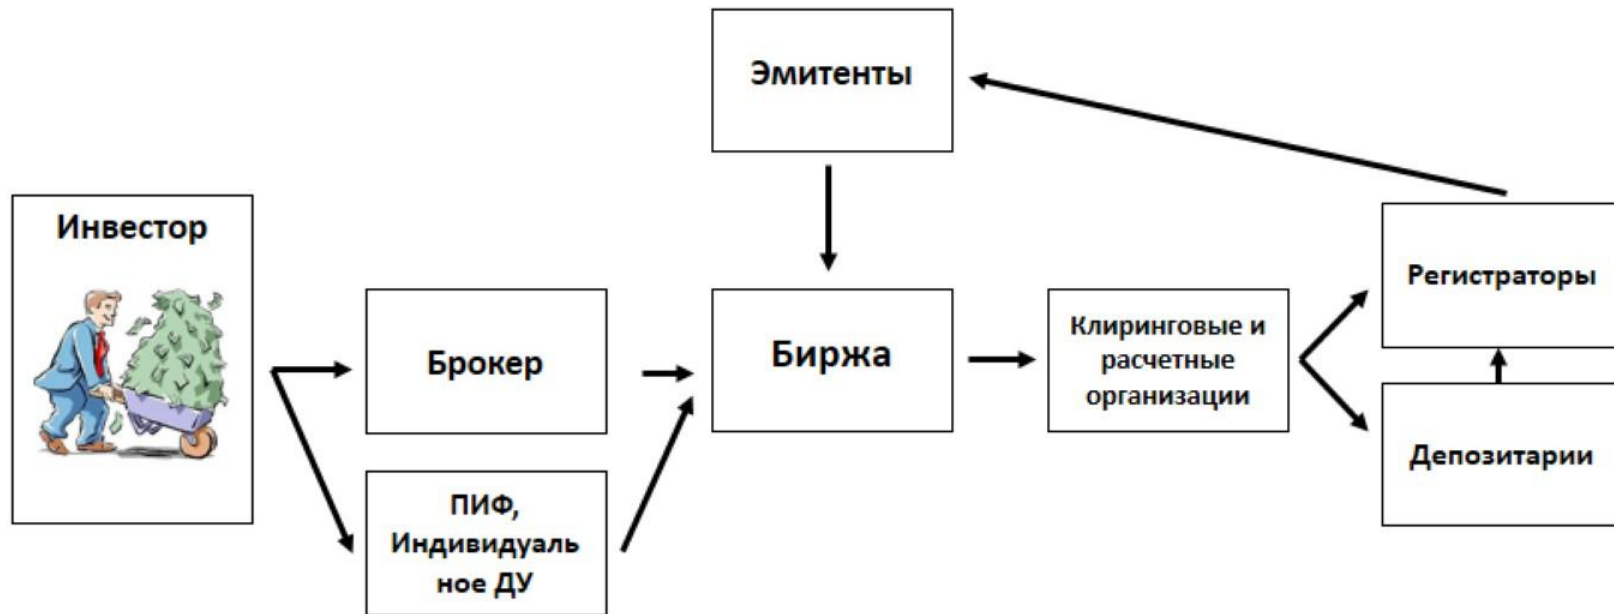 Эмитенты
Инвестор
Брокер
ПИФ,
Индивидуаль
ное ДУ
Биржа
Клиринговые и
расчетные
организации
Регистраторы
Депозитарии